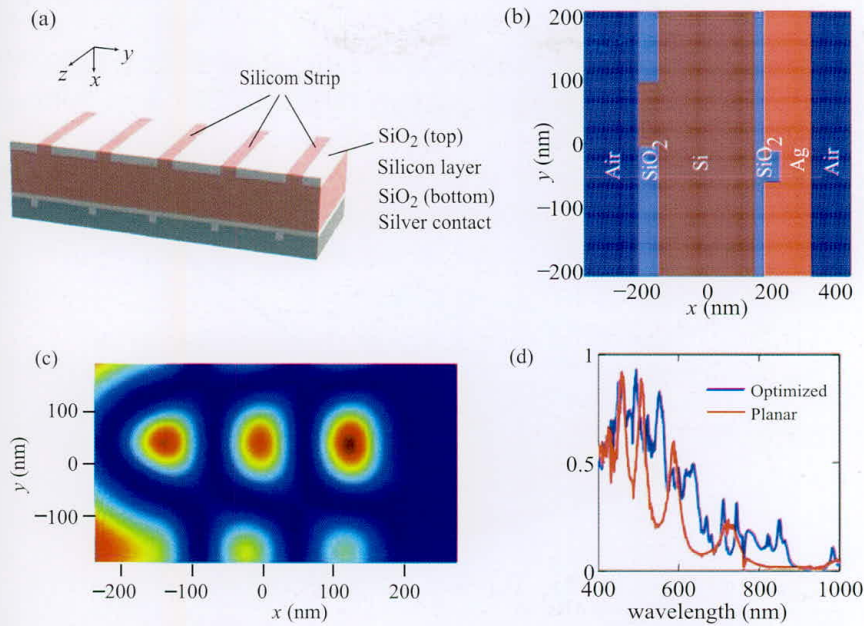 (a)
z
x
y
Silicom Strip
SiO2 (top)
Silicon layer
SiO2 (bottom)
Silver contact
(b)
y (nm)
200
100
0
−100
−200
Air
SiO2
Si
SiO2
Ag
Air
−200 0 200 400
x (nm)
(c)
y (nm)
100
0
−100
−200 −100 0 100 200
x (nm)
(d)
1
0.5
0
Optimized
Planar
400 600 800 1000
wavelength (nm)